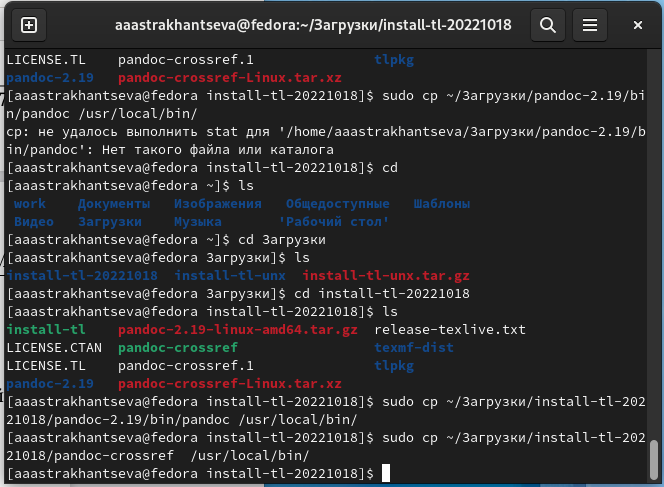 aaastrakhantseva@fedora:~/Загрузки/install-tl-20221018
LICENSE.TL    pandoc-crossref.1               tlpkg
pandoc-2.19   pandoc-crossref-Linux.tar.xz
[aaastrakhantseva@fedora install-tl-20221018]$ sudo cp ~/Загрузки/pandoc-2.19/bi
n/pandoc /usr/local/bin/
cp: не удалось выполнить stat для '/home/aaastrakhantseva/Загрузки/pandoc-2.19/b
in/pandoc': Нет такого файла или каталога
[aaastrakhantseva@fedora install-tl-20221018]$ cd
[aaastrakhantseva@fedora ~]$ ls
work    Документы   Изображения   Общедоступные   Шаблоны
Видео   Загрузки    Музыка       'Рабочий стол'
[aaastrakhantseva@fedora ~]$ cd Загрузки
[aaastrakhantseva@fedora Загрузки]$ ls
install-tl-20221018  install-tl-unx  install-tl-unx.tar.gz
[aaastrakhantseva@fedora Загрузки]$ cd install-tl-20221018
[aaastrakhantseva@fedora install-tl-20221018]$ ls
install-tl    pandoc-2.19-linux-amd64.tar.gz  release-texlive.txt
LICENSE.CTAN  pandoc-crossref                 texmf-dist
LICENSE.TL    pandoc-crossref.1               tlpkg
pandoc-2.19   pandoc-crossref-Linux.tar.xz
[aaastrakhantseva@fedora install-tl-20221018]$ sudo cp ~/Загрузки/install-tl-202
21018/pandoc-2.19/bin/pandoc /usr/local/bin/
[aaastrakhantseva@fedora install-tl-20221018]$ sudo cp ~/Загрузки/install-tl-202
21018/pandoc-crossref  /usr/local/bin/
[aaastrakhantseva@fedora install-tl-20221018]$